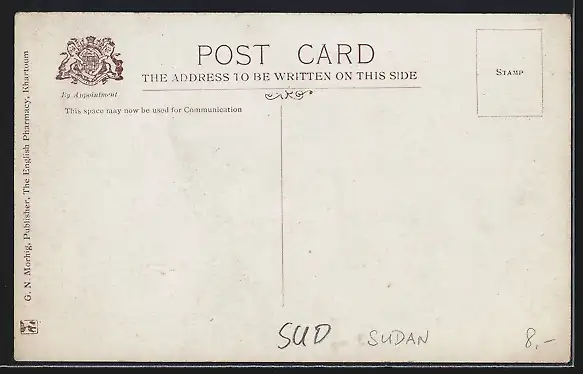 POST CARD
THE ADDRESS TO BE WRITTEN ON THIS SIDE
By Appointment
This space may now be used for Communication
STAMP
G. N. Morhig, Publisher, The English Pharmacy, Khartoum
SUD
SUDAN
8,-